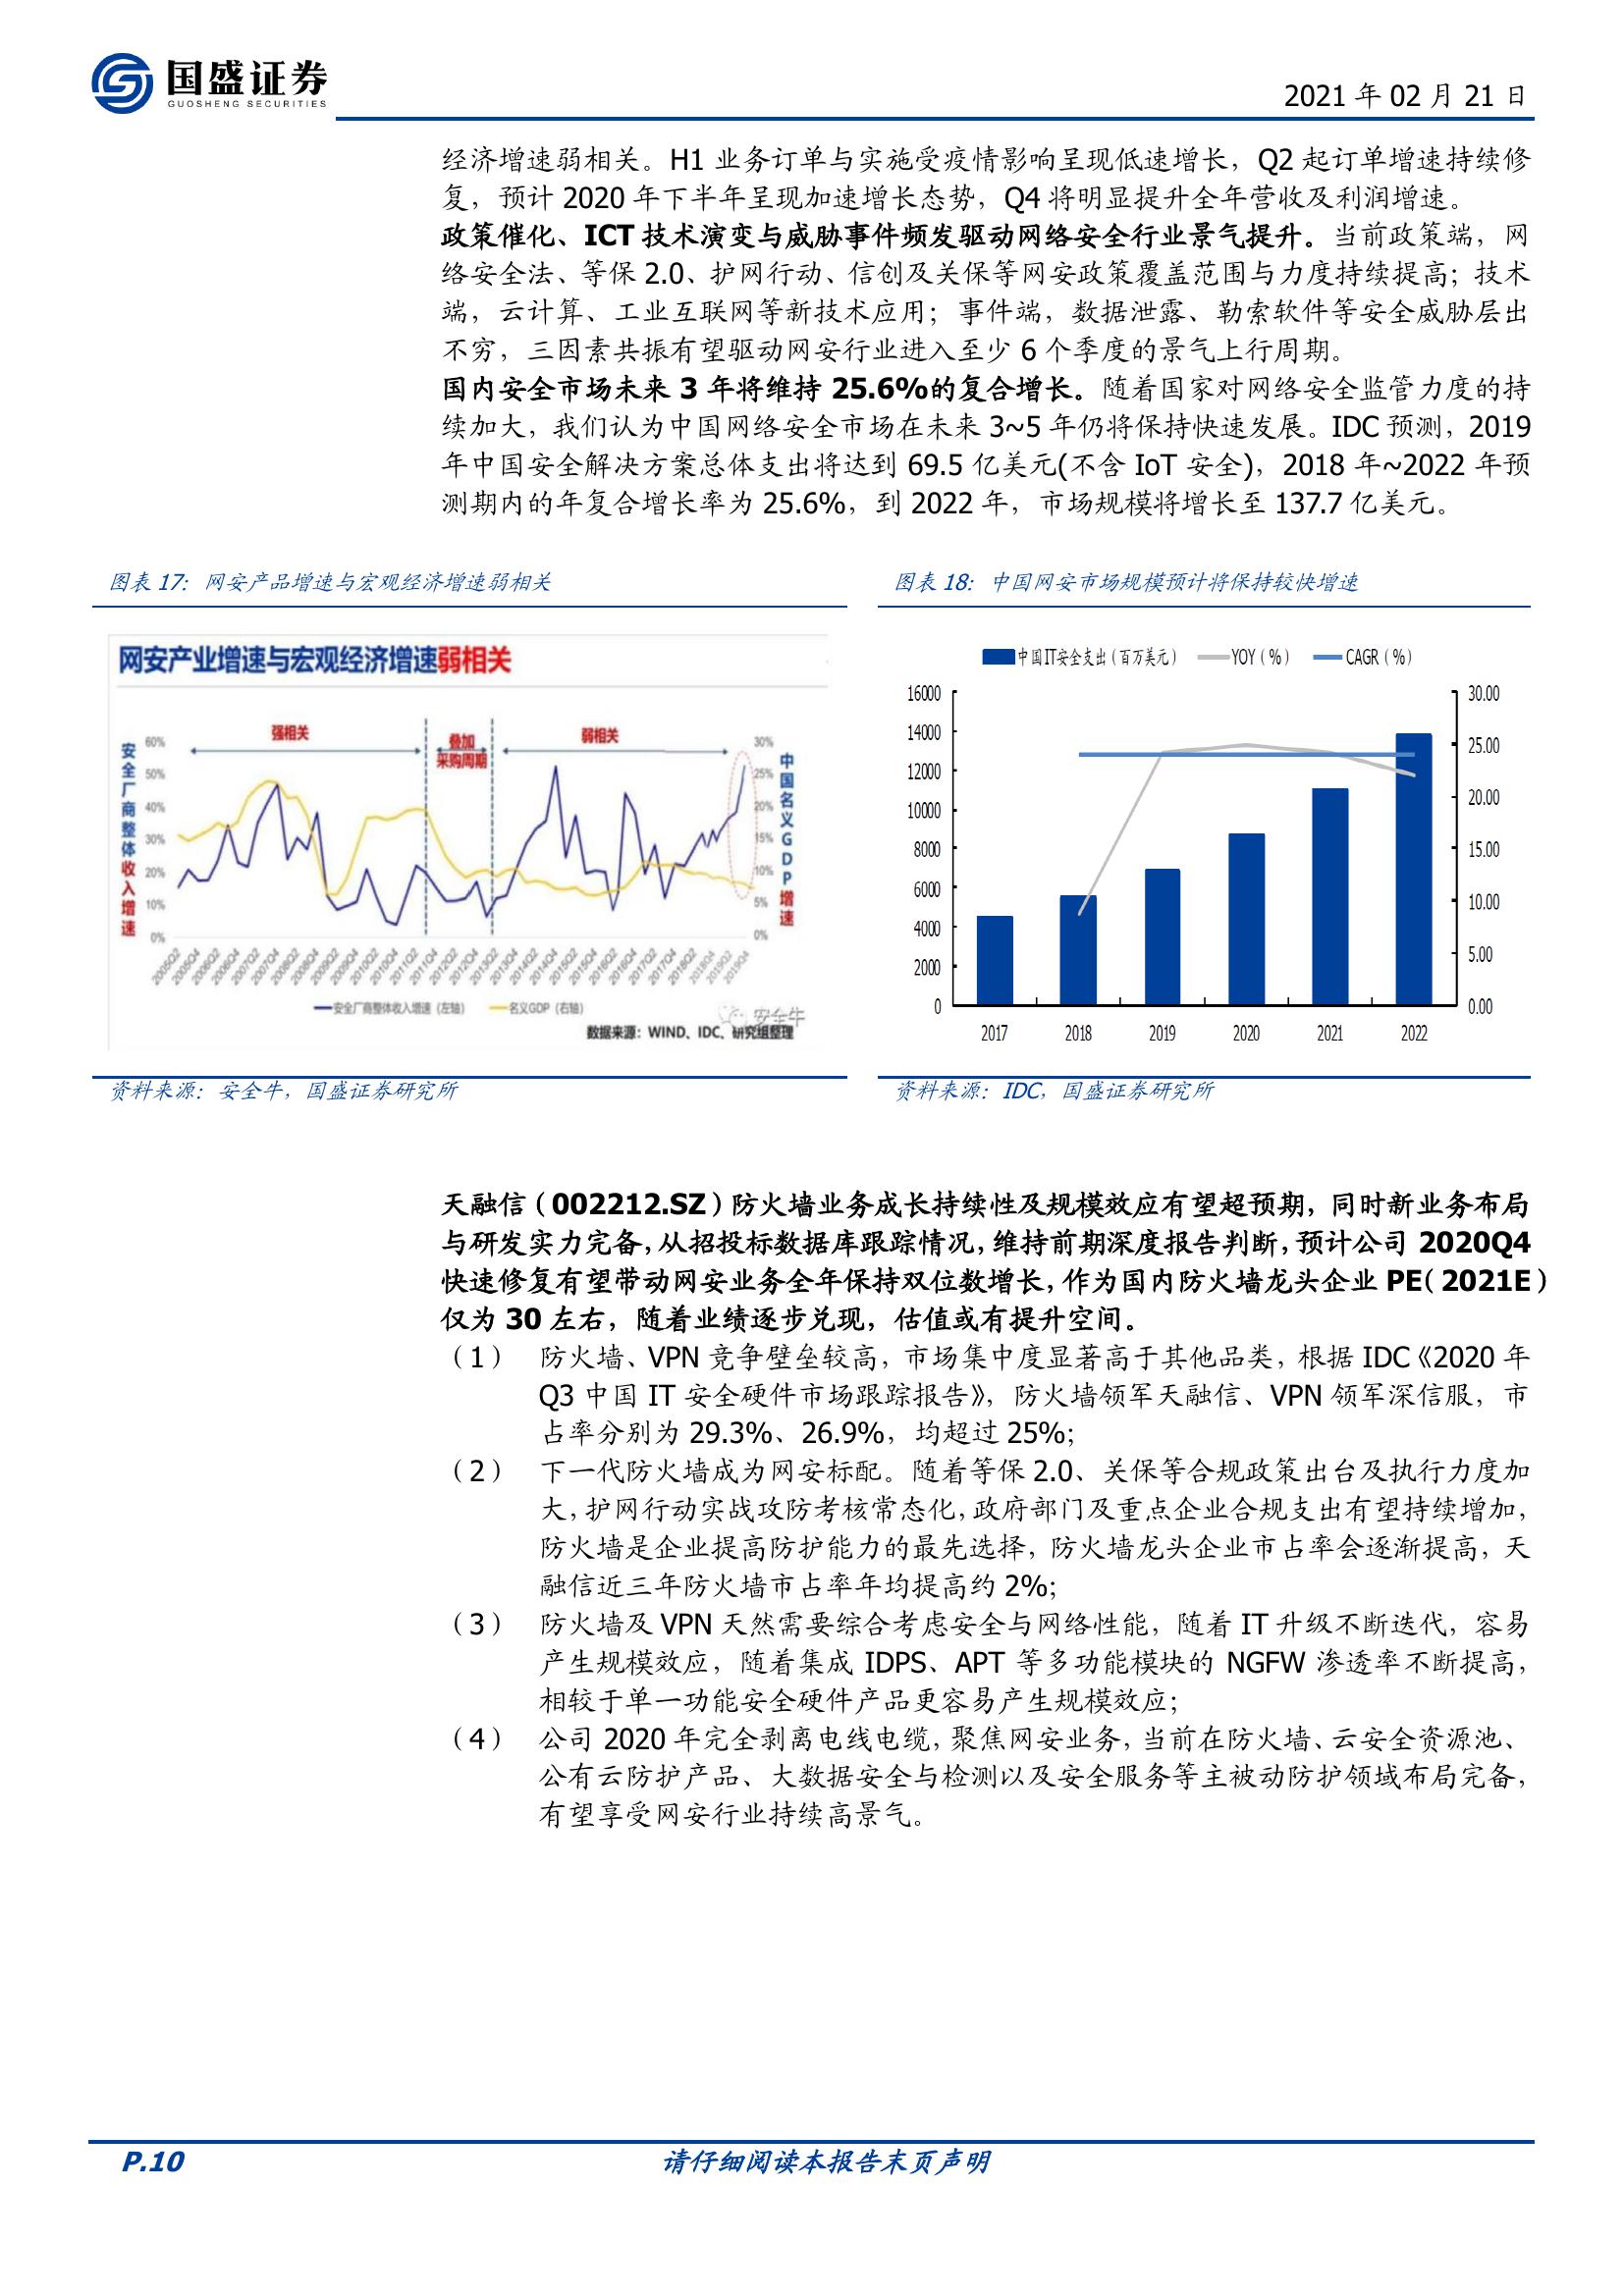 国盛证券
GUOSHENG SECURITIES
2021 年 02 月 21 日
经济增速弱相关。H1 业务订单与实施受疫情影响呈现低速增长，Q2 起订单增速持续修
复，预计 2020 年下半年呈现加速增长态势，Q4 将明显提升全年营收及利润增速。
政策催化、ICT 技术演变与威胁事件频发驱动网络安全行业景气提升。当前政策端，网
络安全法、等保 2.0、护网行动、信创及关保等网安政策覆盖范围与力度持续提高；技术
端，云计算、工业互联网等新技术应用；事件端，数据泄露、勒索软件等安全威胁层出
不穷，三因素共振有望驱动网安行业进入至少 6 个季度的景气上行周期。
国内安全市场未来 3 年将维持 25.6%的复合增长。随着国家对网络安全监管力度的持
续加大，我们认为中国网络安全市场在未来 3~5 年仍将保持快速发展。IDC 预测，2019
年中国安全解决方案总体支出将达到 69.5 亿美元(不含 IoT 安全)，2018 年~2022 年预
测期内的年复合增长率为 25.6%，到 2022 年，市场规模将增长至 137.7 亿美元。
图表 17：网安产品增速与宏观经济增速弱相关
网安产业增速与宏观经济增速弱相关
强相关
叠加
采购周期
弱相关
安全厂商整体收入增速
60%
50%
40%
30%
20%
10%
0%
30%
25%
20%
15%
10%
5%
0%
中国名义GDP增速
2005Q2 2005Q4 2006Q2 2006Q4 2007Q2 2007Q4 2008Q2 2008Q4 2009Q2 2009Q4 2010Q2 2010Q4 2011Q2 2011Q4 2012Q2 2012Q4 2013Q2 2013Q4 2014Q2 2014Q4 2015Q2 2015Q4 2016Q2 2016Q4 2017Q2 2017Q4 2018Q2 2018Q4 2019Q2 2019Q4
安全厂商整体收入增速（左轴） 名义GDP（右轴）
安全牛
数据来源：WIND、IDC、研究组整理
资料来源：安全牛，国盛证券研究所
图表 18：中国网安市场规模预计将保持较快增速
中国IT安全支出（百万美元） YOY（%） CAGR（%）
16000
14000
12000
10000
8000
6000
4000
2000
0
30.00
25.00
20.00
15.00
10.00
5.00
0.00
2017 2018 2019 2020 2021 2022
资料来源：IDC，国盛证券研究所
天融信（002212.SZ）防火墙业务成长持续性及规模效应有望超预期，同时新业务布局
与研发实力完备，从招投标数据库跟踪情况，维持前期深度报告判断，预计公司 2020Q4
快速修复有望带动网安业务全年保持双位数增长，作为国内防火墙龙头企业 PE（2021E）
仅为 30 左右，随着业绩逐步兑现，估值或有提升空间。
（1） 防火墙、VPN 竞争壁垒较高，市场集中度显著高于其他品类，根据 IDC《2020 年
Q3 中国 IT 安全硬件市场跟踪报告》，防火墙领军天融信、VPN 领军深信服，市
占率分别为 29.3%、26.9%，均超过 25%；
（2） 下一代防火墙成为网安标配。随着等保 2.0、关保等合规政策出台及执行力度加
大，护网行动实战攻防考核常态化，政府部门及重点企业合规支出有望持续增加，
防火墙是企业提高防护能力的最先选择，防火墙龙头企业市占率会逐渐提高，天
融信近三年防火墙市占率年均提高约 2%；
（3） 防火墙及 VPN 天然需要综合考虑安全与网络性能，随着 IT 升级不断迭代，容易
产生规模效应，随着集成 IDPS、APT 等多功能模块的 NGFW 渗透率不断提高，
相较于单一功能安全硬件产品更容易产生规模效应；
（4） 公司 2020 年完全剥离电线电缆，聚焦网安业务，当前在防火墙、云安全资源池、
公有云防护产品、大数据安全与检测以及安全服务等主被动防护领域布局完备，
有望享受网安行业持续高景气。
P.10
请仔细阅读本报告末页声明